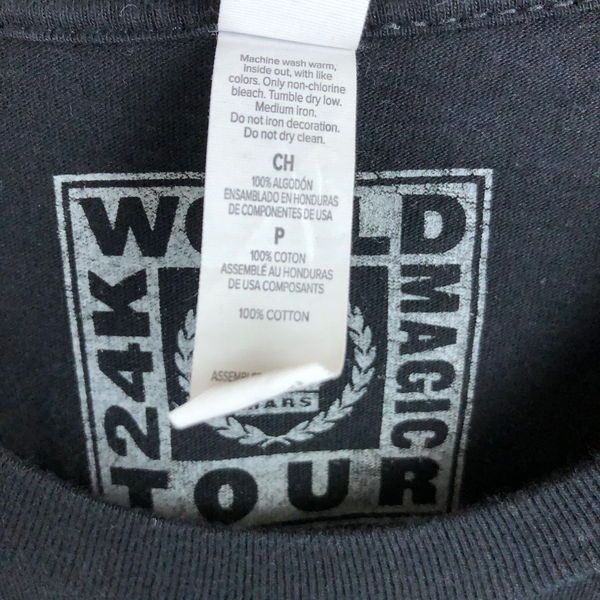 Machine wash warm,
inside out, with like
colors. Only non-chlorine
bleach. Tumble dry low.
Medium iron.
Do not iron decoration.
Do not dry clean.
CH
100% ALGODÓN
ENSAMBLADO EN HONDURAS
DE COMPONENTES DE USA
P
100% COTON
ASSEMBLÉ AU HONDURAS
DE USA COMPOSANTS
100% COTTON
24K
MAGIC
TOUR